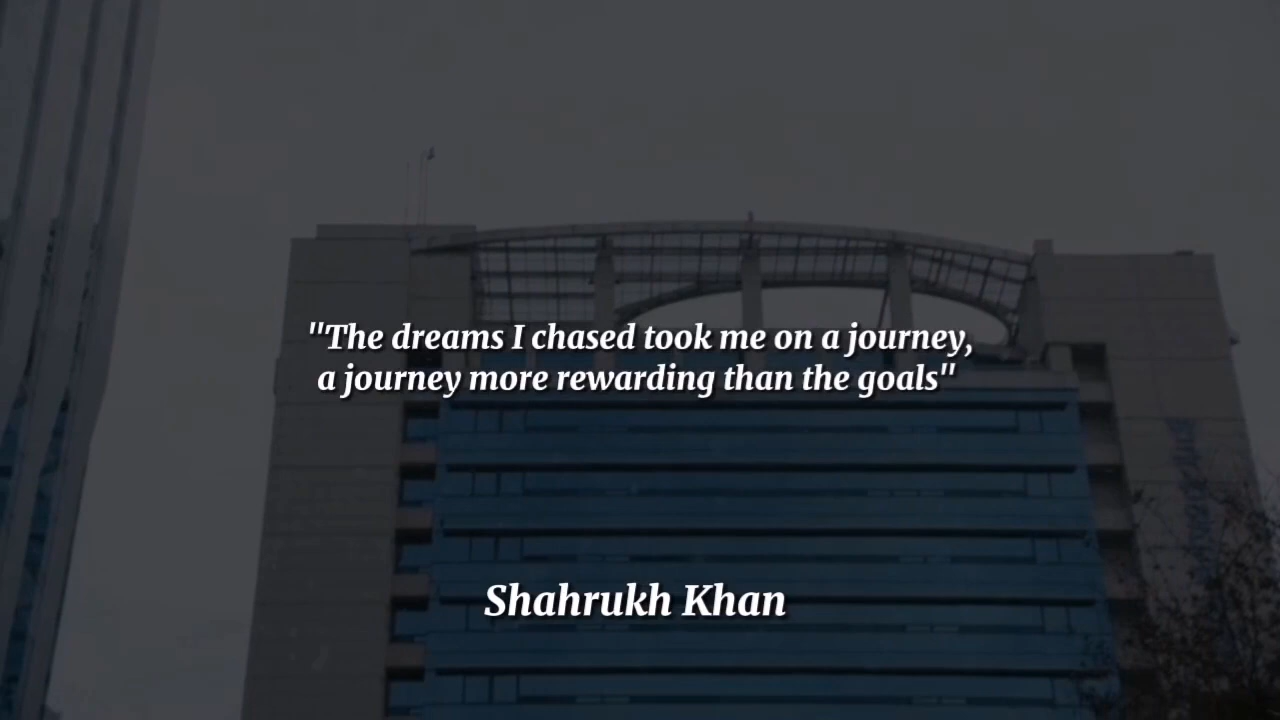 "The dreams I chased took me on a journey,
a journey more rewarding than the goals"
Shahrukh Khan